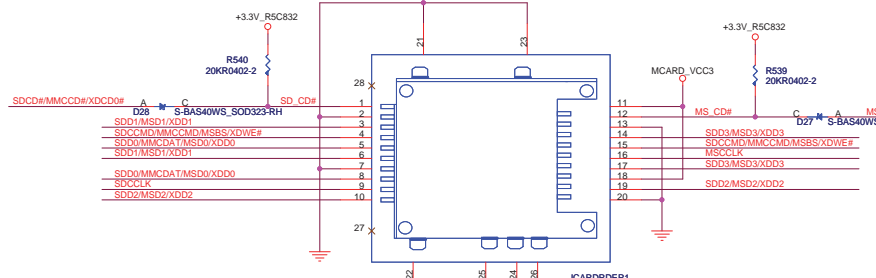 +3.3V_R5C832
R540
20KR0402-2
21
23
+3.3V_R5C832
R539
20KR0402-2
MCARD_VCC3
28
SDCD#/MMCCD#/XDCD0#
A
C
SD_CD#
D28
S-BAS40WS_SOD323-RH
1
2
SDD1/MSD1/XDD1
3
SDCCMD/MMCCMD/MSBS/XDWE#
4
SDD0/MMCDAT/MSD0/XDD0
5
SDD1/MSD1/XDD1
6
7
SDD0/MMCDAT/MSD0/XDD0
8
SDCCLK
9
SDD2/MSD2/XDD2
10
27
11
12
MS_CD#
C
A
MS
D27
S-BAS40WS
13
14
SDD3/MSD3/XDD3
15
SDCCMD/MMCCMD/MSBS/XDWE#
16
MSCCLK
17
SDD3/MSD3/XDD3
18
19
SDD2/MSD2/XDD2
20
22
25
24
26